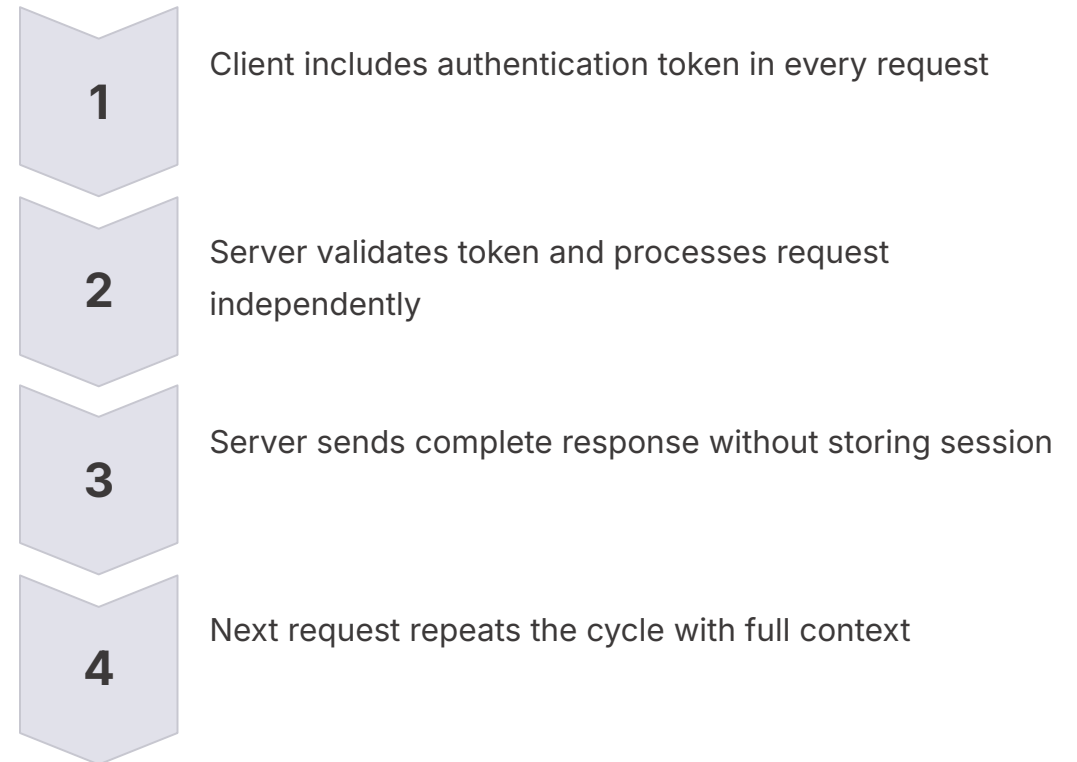 1
Client includes authentication token in every request
2
Server validates token and processes request
independently
3
Server sends complete response without storing session
4
Next request repeats the cycle with full context